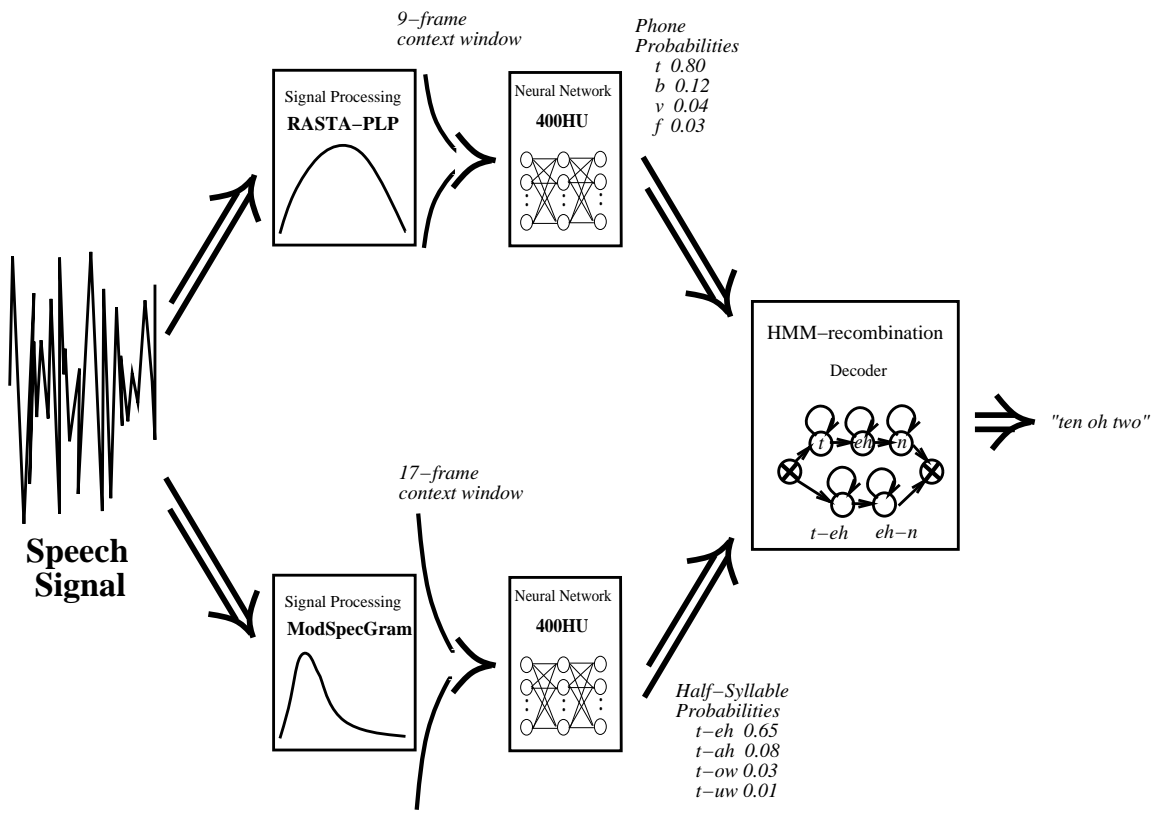 9−frame
context window
Phone
Probabilities
t 0.80
b 0.12
v 0.04
f 0.03
Signal Processing
RASTA−PLP
Neural Network
400HU
HMM−recombination
Decoder
t eh n
t−eh eh−n
"ten oh two"
Speech
Signal
17−frame
context window
Signal Processing
ModSpecGram
Neural Network
400HU
Half−Syllable
Probabilities
t−eh 0.65
t−ah 0.08
t−ow 0.03
t−uw 0.01